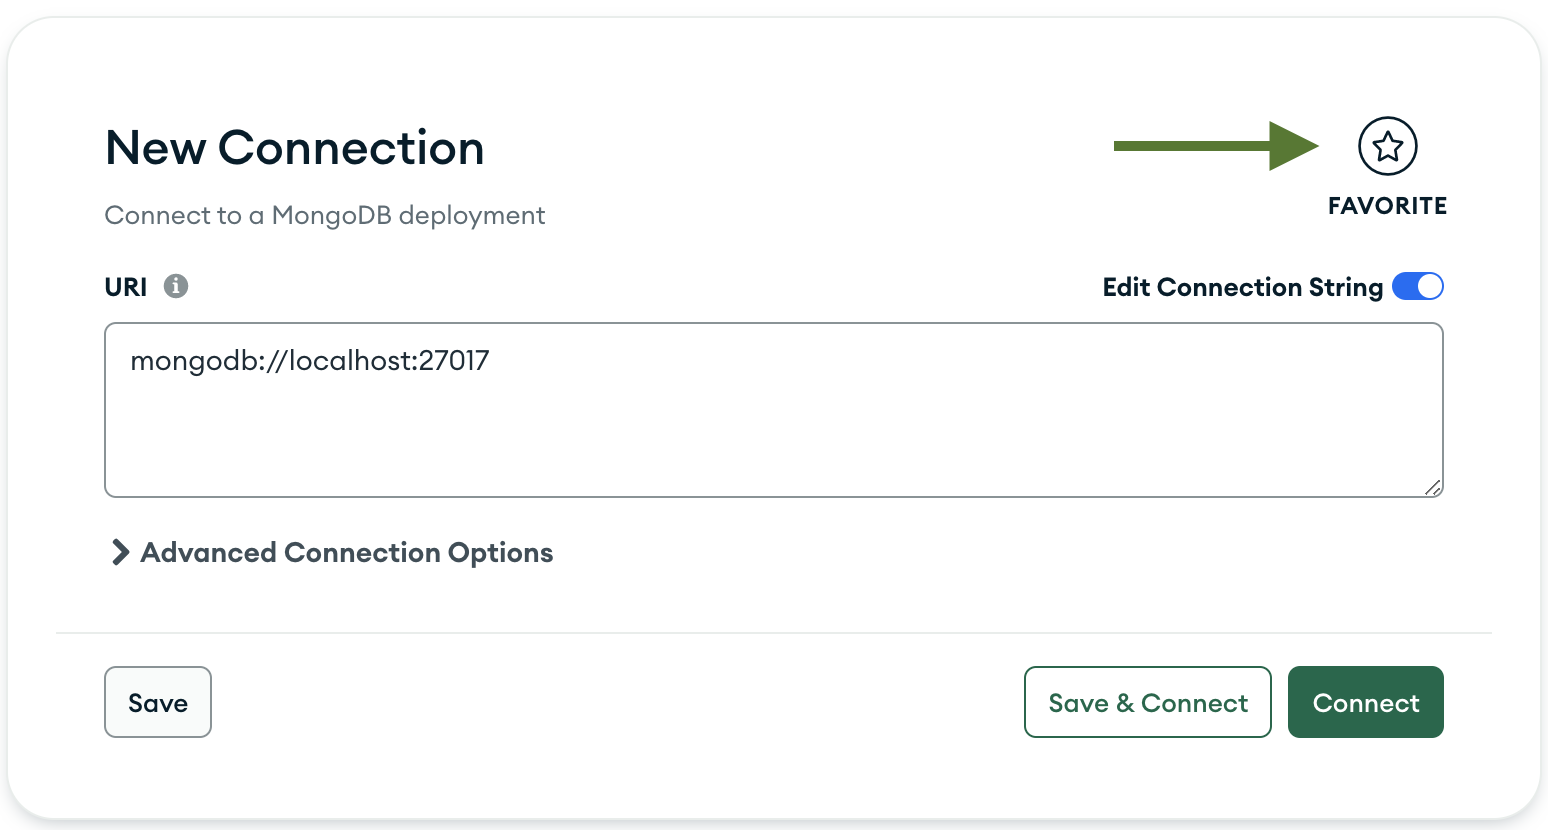 New Connection
FAVORITE
Connect to a MongoDB deployment
URI
Edit Connection String
mongodb://localhost:27017
Advanced Connection Options
Save
Save & Connect
Connect